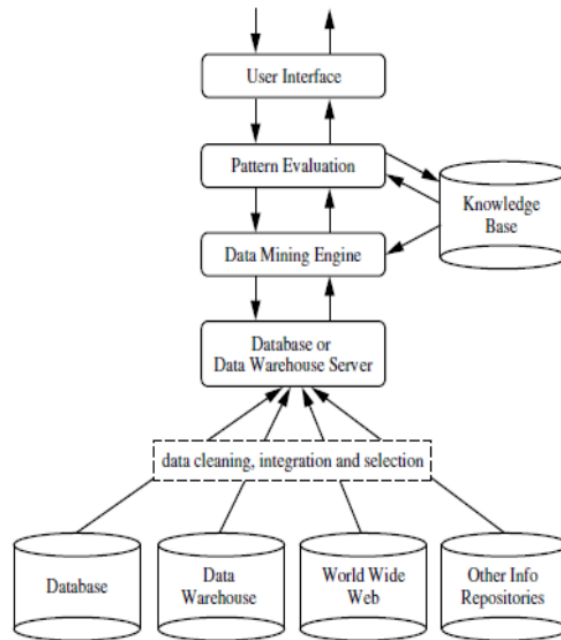 User Interface
Pattern Evaluation
Knowledge
Base
Data Mining Engine
Database or
Data Warehouse Server
data cleaning, integration and selection
Database
Data
Warehouse
World Wide
Web
Other Info
Repositories